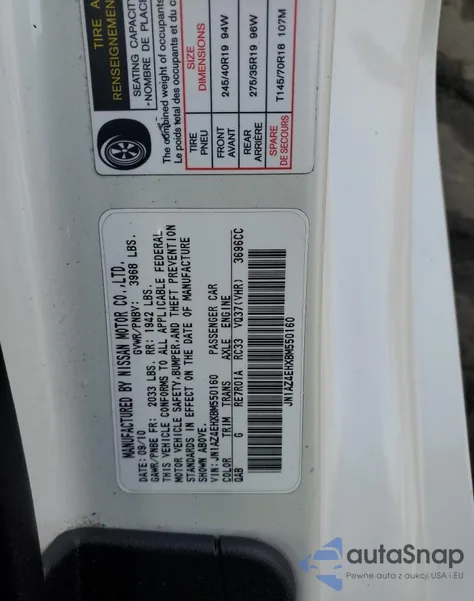 TIRE A
RENSEIGNEMEN
SEATING CAPACITY
- NOMBRE DE PLACE
The combined weight of occupants
Le poids total des occupants et du c
TIRE
PNEU
SIZE
DIMENSIONS
FRONT
AVANT
245/40R19 94W
REAR
ARRIÈRE
275/35R19 96W
SPARE
DE SECOURS
T145/70R18 107M
MANUFACTURED BY NISSAN MOTOR CO.,LTD.
DATE: 09/10 GVWR/PNBV: 3968 LBS.
GAWR/PNBE FR: 2033 LBS. RR: 1942 LBS.
THIS VEHICLE CONFORMS TO ALL APPLICABLE FEDERAL
MOTOR VEHICLE SAFETY,BUMPER,AND THEFT PREVENTION
STANDARDS IN EFFECT ON THE DATE OF MANUFACTURE
SHOWN ABOVE.
VIN: JN1AZ4EHXBM550160 PASSENGER CAR
COLOR TRIM TRANS AXLE ENGINE
QAB G RE7R01A RC33 VQ37(VHR) 3696CC
JN1AZ4EHXBM550160
autoSnap
Pewne auta z aukcji USA i EU